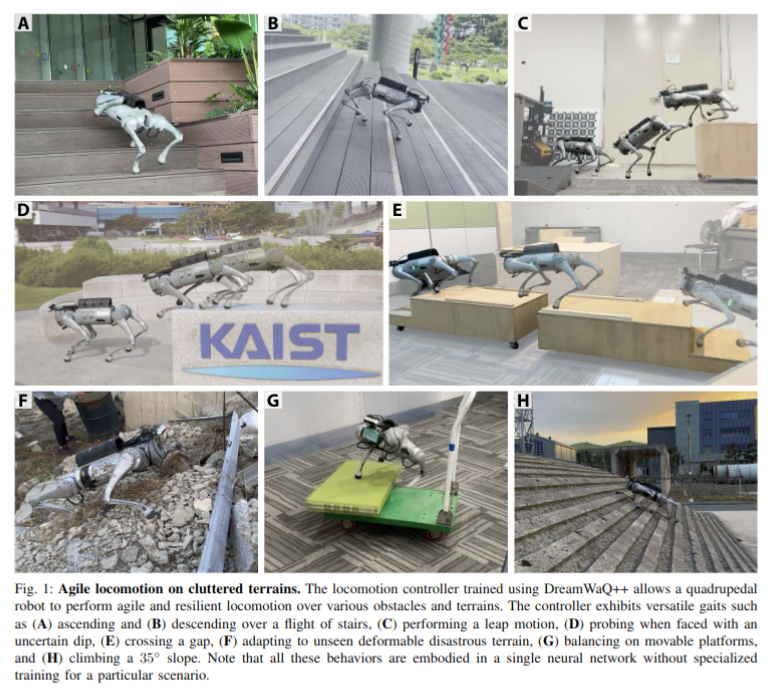 A
B
C
D
KAIST
E
F
G
H
Fig. 1: Agile locomotion on cluttered terrains. The locomotion controller trained using DreamWaQ++ allows a quadrupedal
robot to perform agile and resilient locomotion over various obstacles and terrains. The controller exhibits versatile gaits such
as (A) ascending and (B) descending over a flight of stairs, (C) performing a leap motion, (D) probing when faced with an
uncertain dip, (E) crossing a gap, (F) adapting to unseen deformable disastrous terrain, (G) balancing on movable platforms,
and (H) climbing a 35° slope. Note that all these behaviors are embodied in a single neural network without specialized
training for a particular scenario.